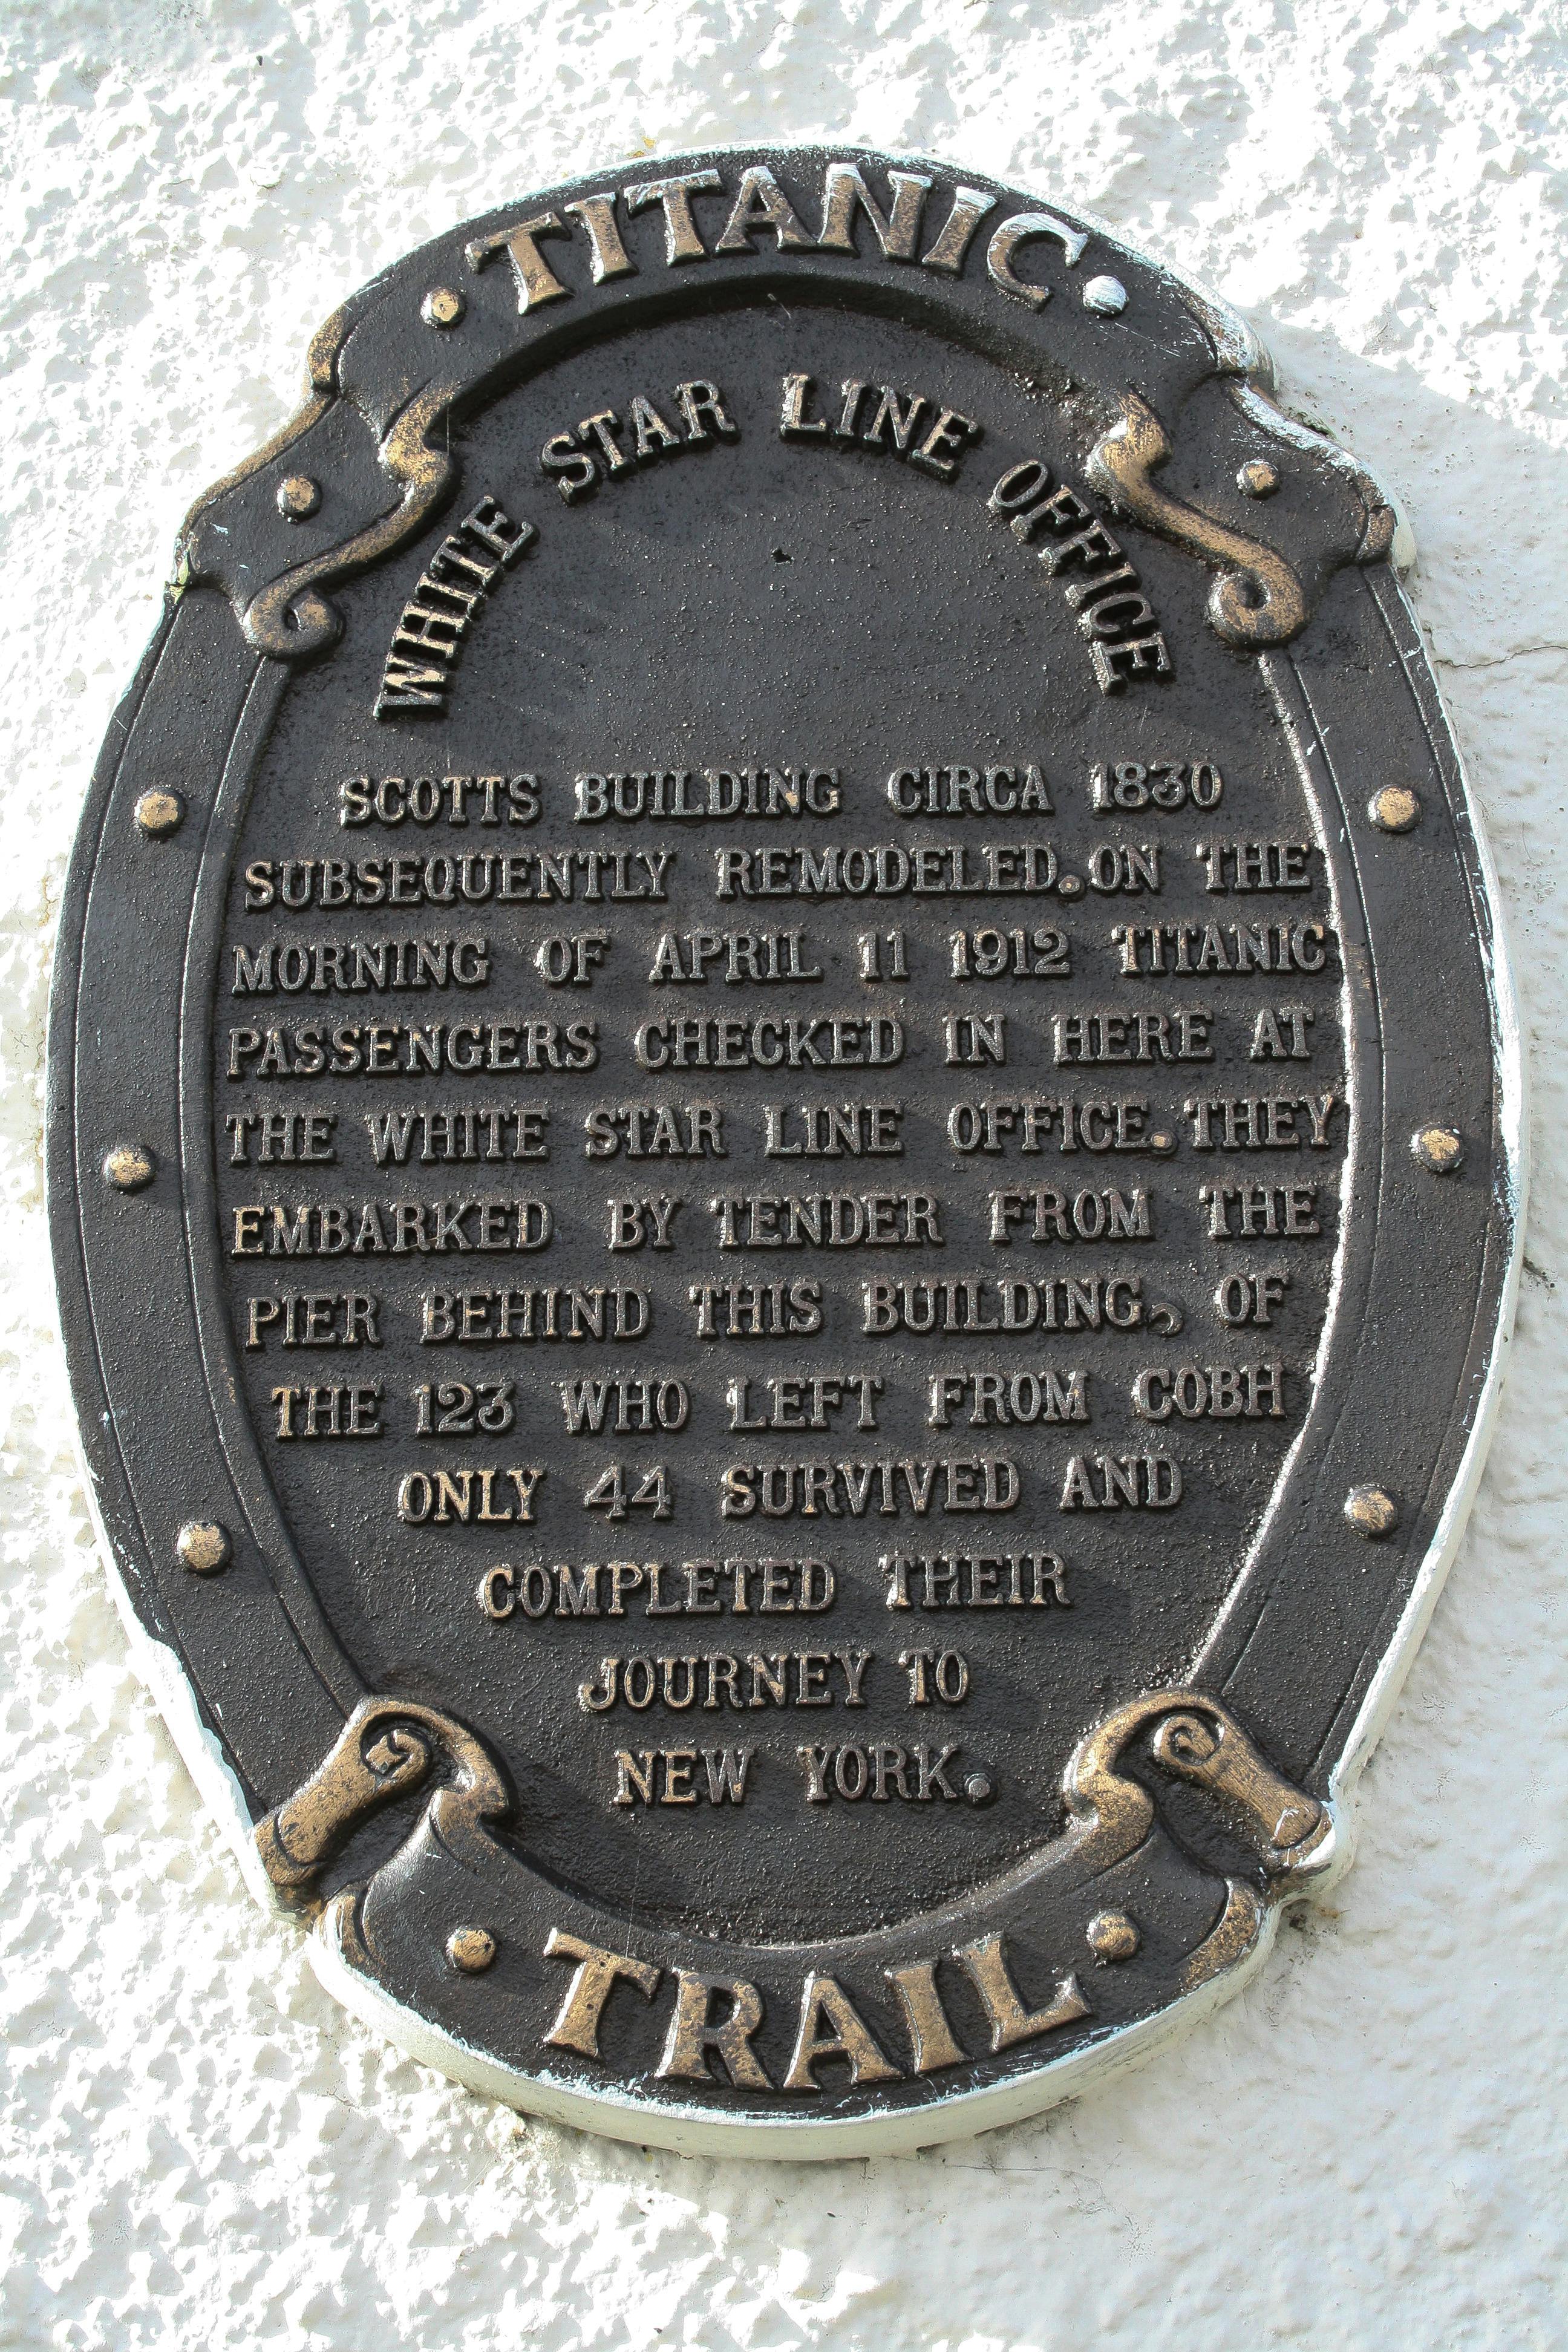 TITANIC
WHITE STAR LINE OFFICE
SCOTTS BUILDING CIRCA 1830
SUBSEQUENTLY REMODELED. ON THE
MORNING OF APRIL 11 1912 TITANIC
PASSENGERS CHECKED IN HERE AT
THE WHITE STAR LINE OFFICE. THEY
EMBARKED BY TENDER FROM THE
PIER BEHIND THIS BUILDING, OF
THE 123 WHO LEFT FROM COBH
ONLY 44 SURVIVED AND
COMPLETED THEIR
JOURNEY TO
NEW YORK.
TRAIL